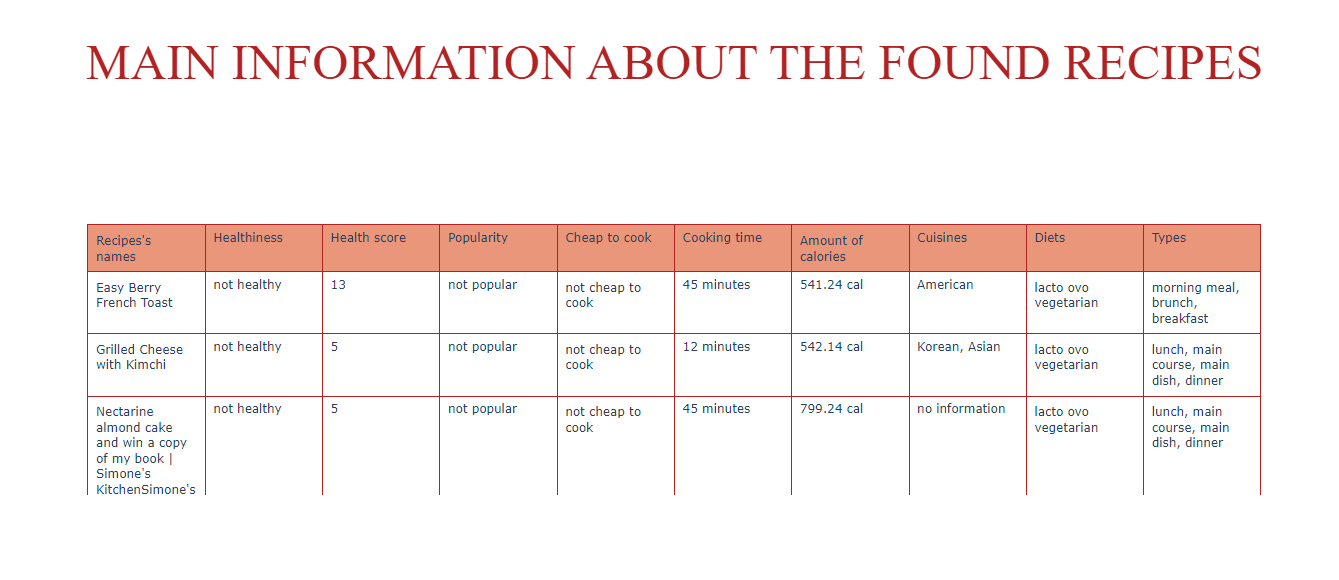 MAIN INFORMATION ABOUT THE FOUND RECIPES
Recipes's
names
Healthiness
Health score
Popularity
Cheap to cook
Cooking time
Amount of
calories
Cuisines
Diets
Types
Easy Berry
French Toast
not healthy
13
not popular
not cheap to
cook
45 minutes
541.24 cal
American
lacto ovo
vegetarian
morning meal,
brunch,
breakfast
Grilled Cheese
with Kimchi
not healthy
5
not popular
not cheap to
cook
12 minutes
542.14 cal
Korean, Asian
lacto ovo
vegetarian
lunch, main
course, main
dish, dinner
Nectarine
almond cake
and win a copy
of my book |
Simone's
KitchenSimone's
not healthy
5
not popular
not cheap to
cook
45 minutes
799.24 cal
no information
lacto ovo
vegetarian
lunch, main
course, main
dish, dinner